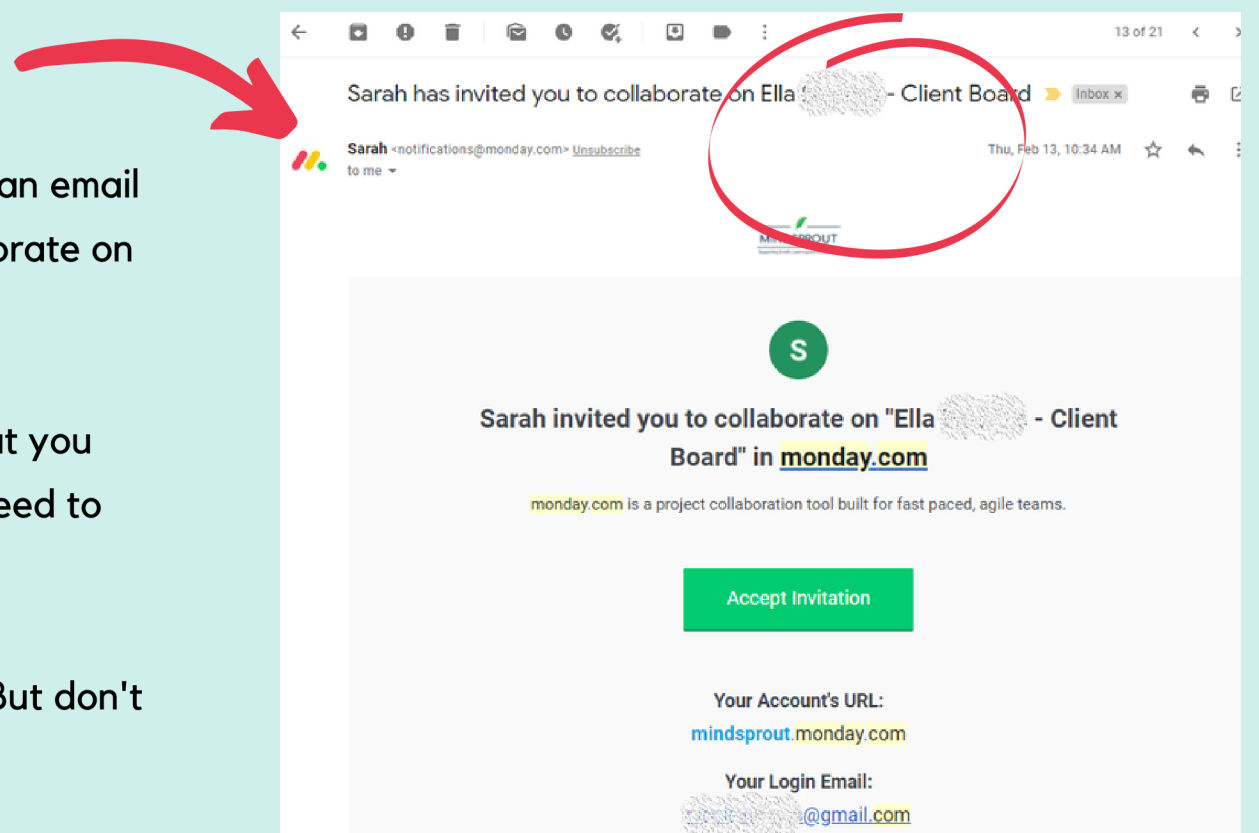 13 of 21
Sarah has invited you to collaborate on Ella - Client Board Inbox x
Sarah <notifications@monday.com> Unsubscribe
Thu, Feb 13, 10:34 AM
to me
an email
orate on
MINDSPROUT
S
Sarah invited you to collaborate on "Ella - Client
Board" in monday.com
ut you
eed to
monday.com is a project collaboration tool built for fast paced, agile teams.
Accept Invitation
But don't
Your Account's URL:
mindsprout.monday.com
Your Login Email:
@gmail.com